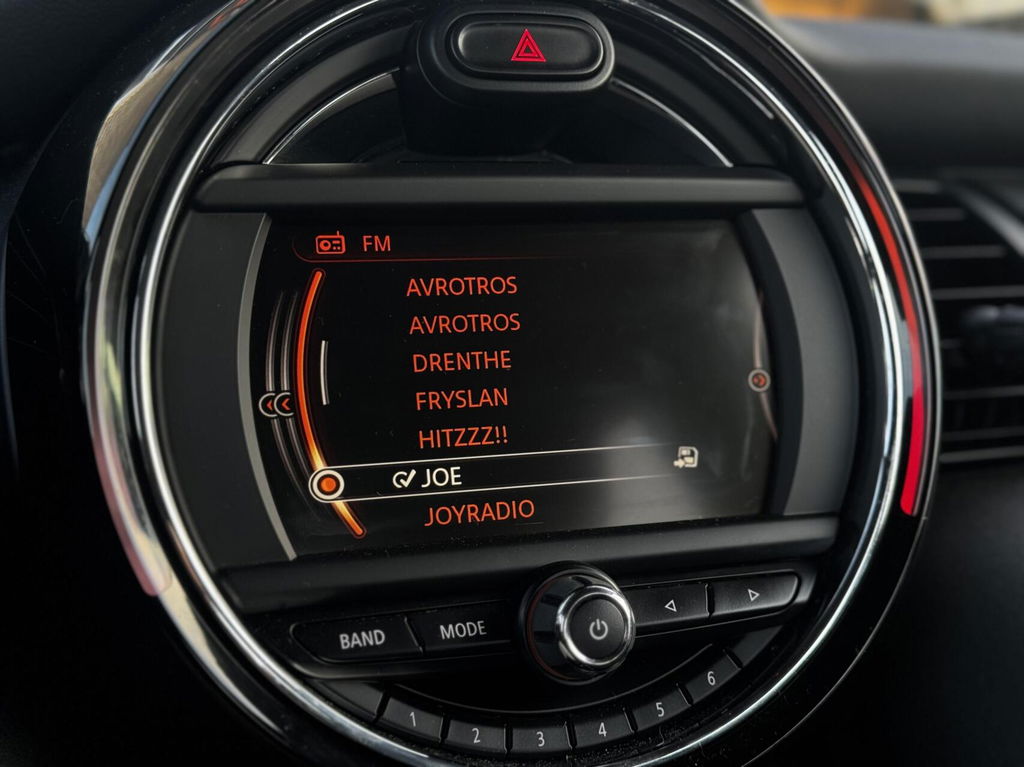 FM
AVROTROS
AVROTROS
DRENTHE
FRYSLAN
HITZZZ!!
JOE
JOYRADIO
BAND MODE
1 2 3 4 5 6